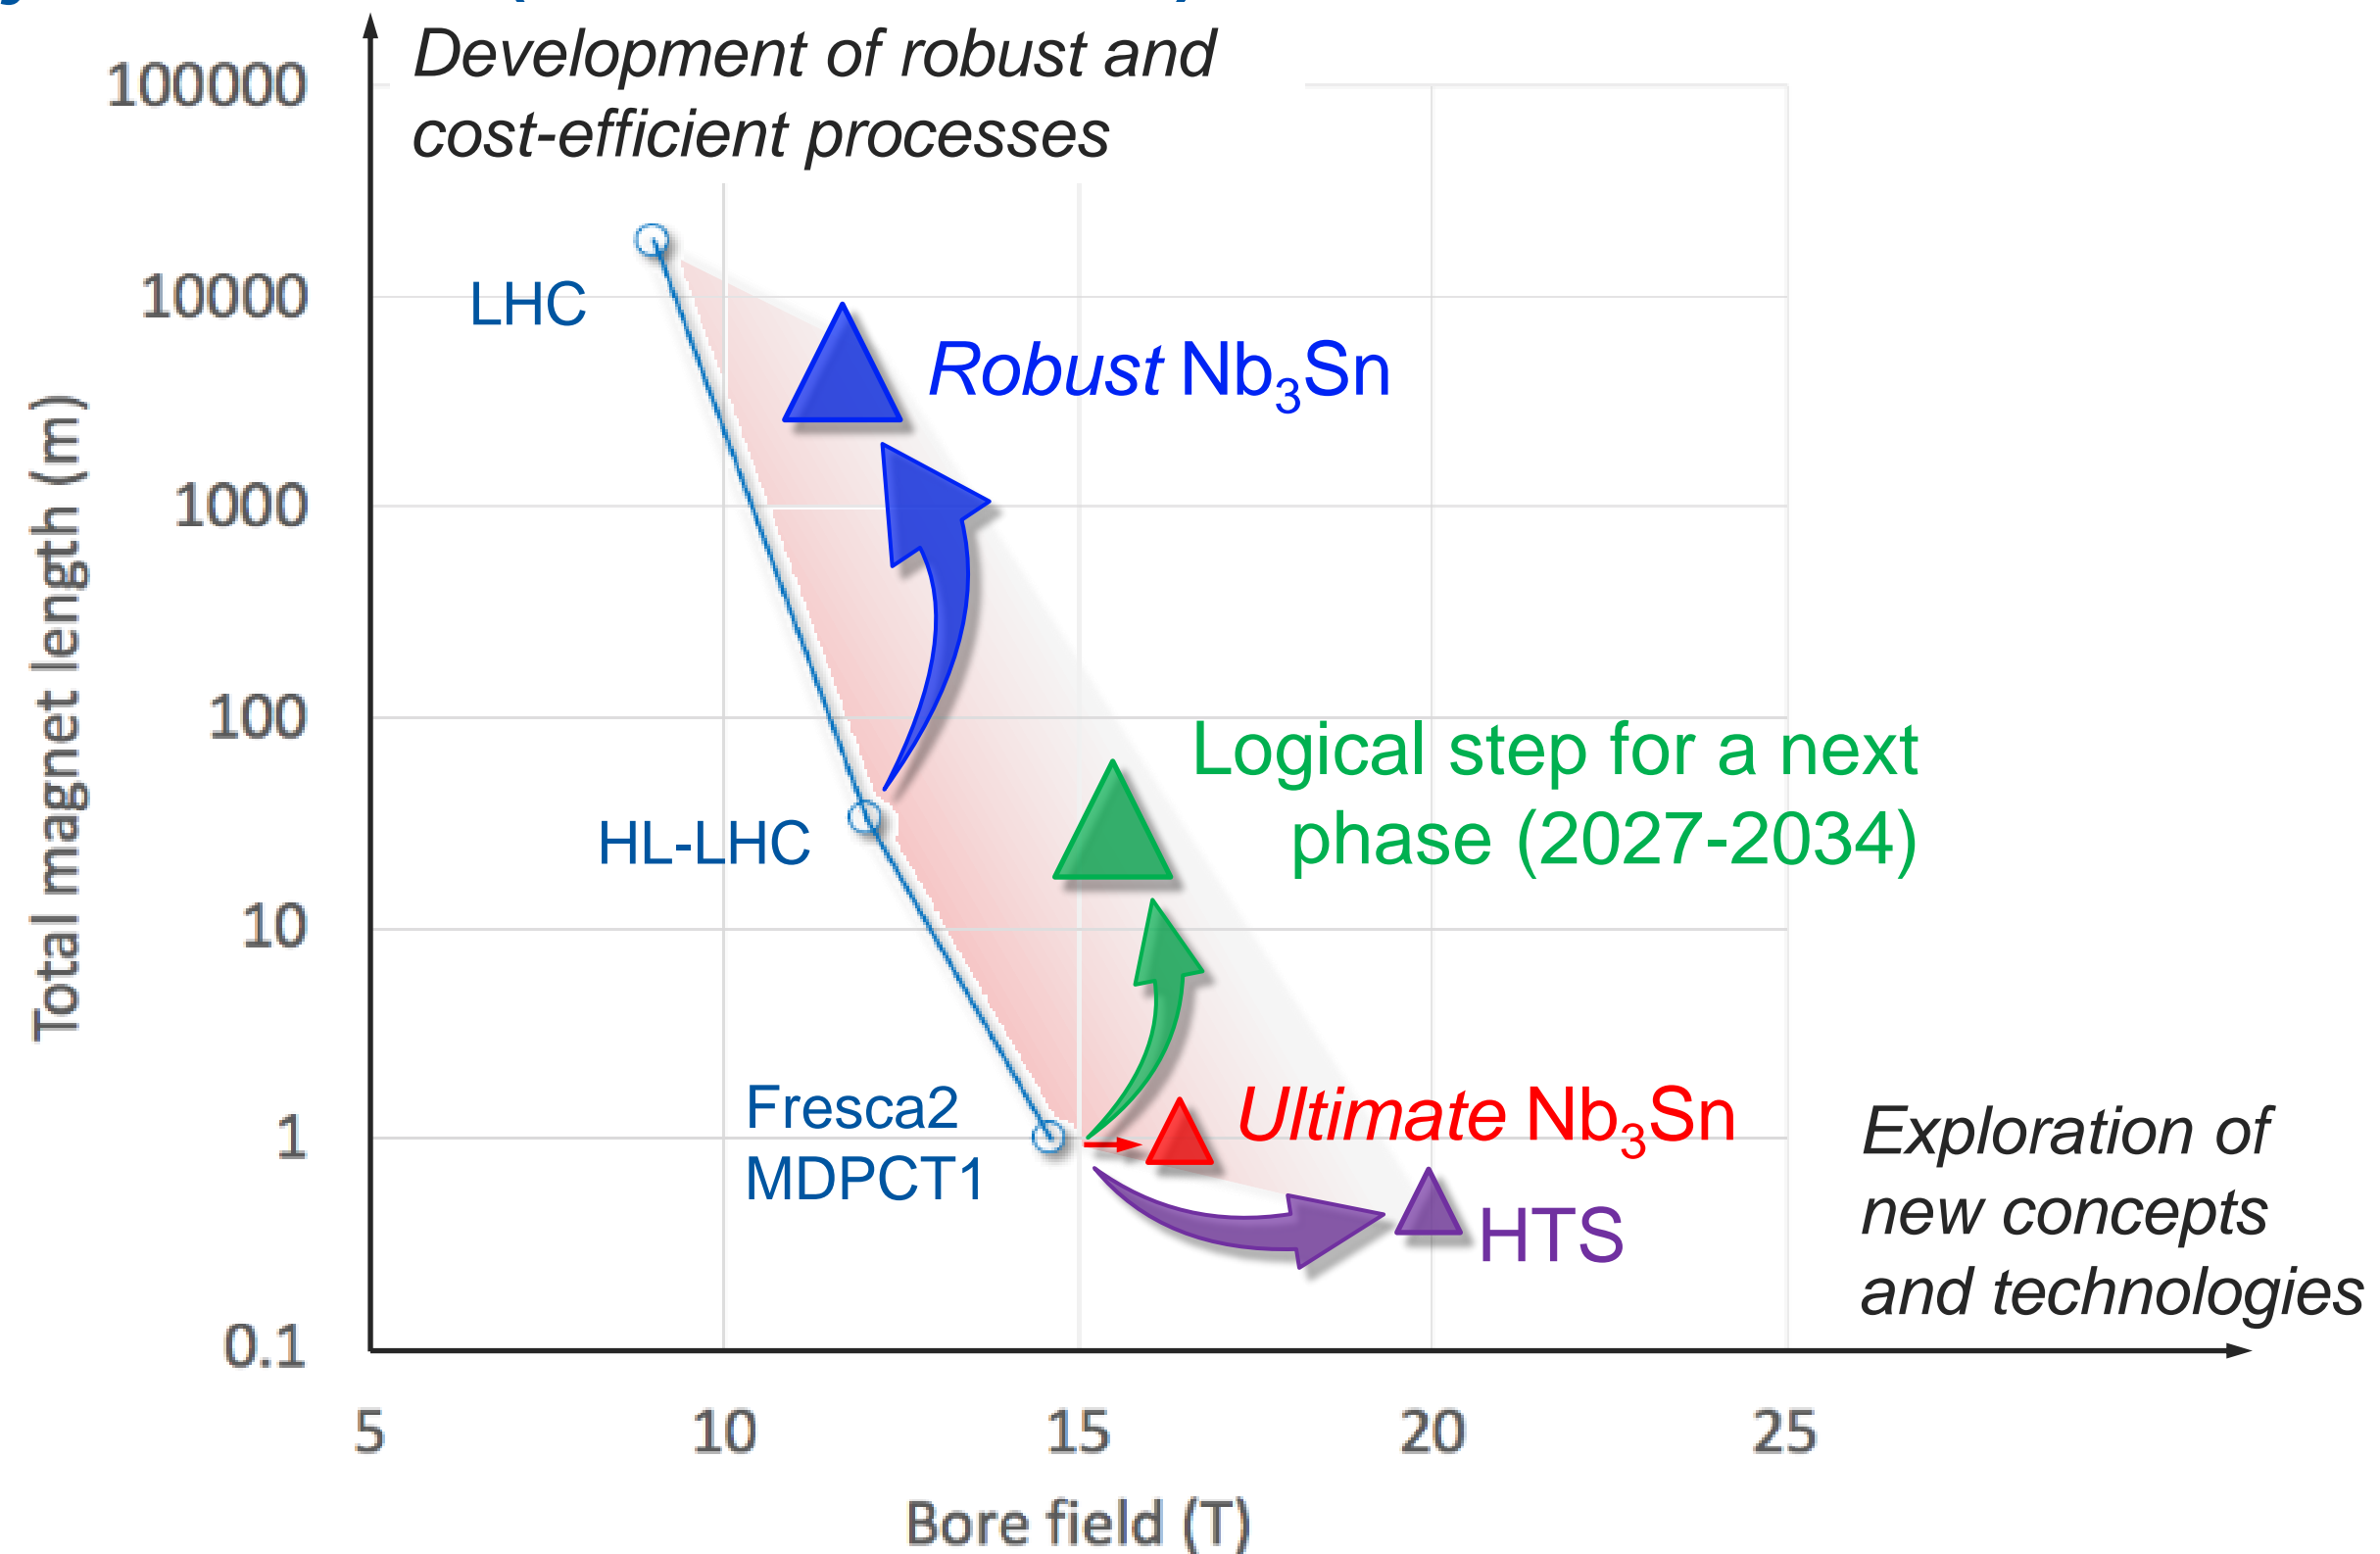 Development of robust and
cost-efficient processes
100000
10000
1000
100
10
1
0.1
Total magnet length (m)
LHC
Robust Nb₃Sn
Logical step for a next
phase (2027-2034)
HL-LHC
Fresca2
MDPCT1
Ultimate Nb₃Sn
HTS
Exploration of
new concepts
and technologies
5 10 15 20 25
Bore field (T)